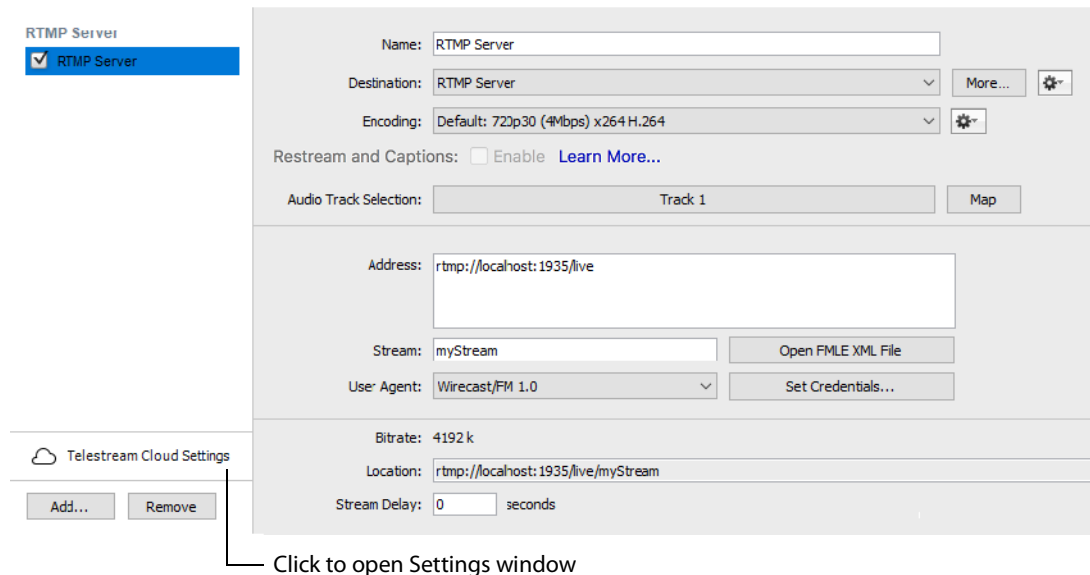 RTMP Server
RTMP Server
Name: RTMP Server
Destination: RTMP Server More...
Encoding: Default: 720p30 (4Mbps) x264 H.264
Restream and Captions: Enable Learn More...
Audio Track Selection: Track 1 Map
Address: rtmp://localhost:1935/live
Stream: myStream Open FMLE XML File
User Agent: Wirecast/FM 1.0 Set Credentials...
Bitrate: 4192 k
Telestream Cloud Settings
Location: rtmp://localhost:1935/live/myStream
Add... Remove
Stream Delay: 0 seconds
Click to open Settings window